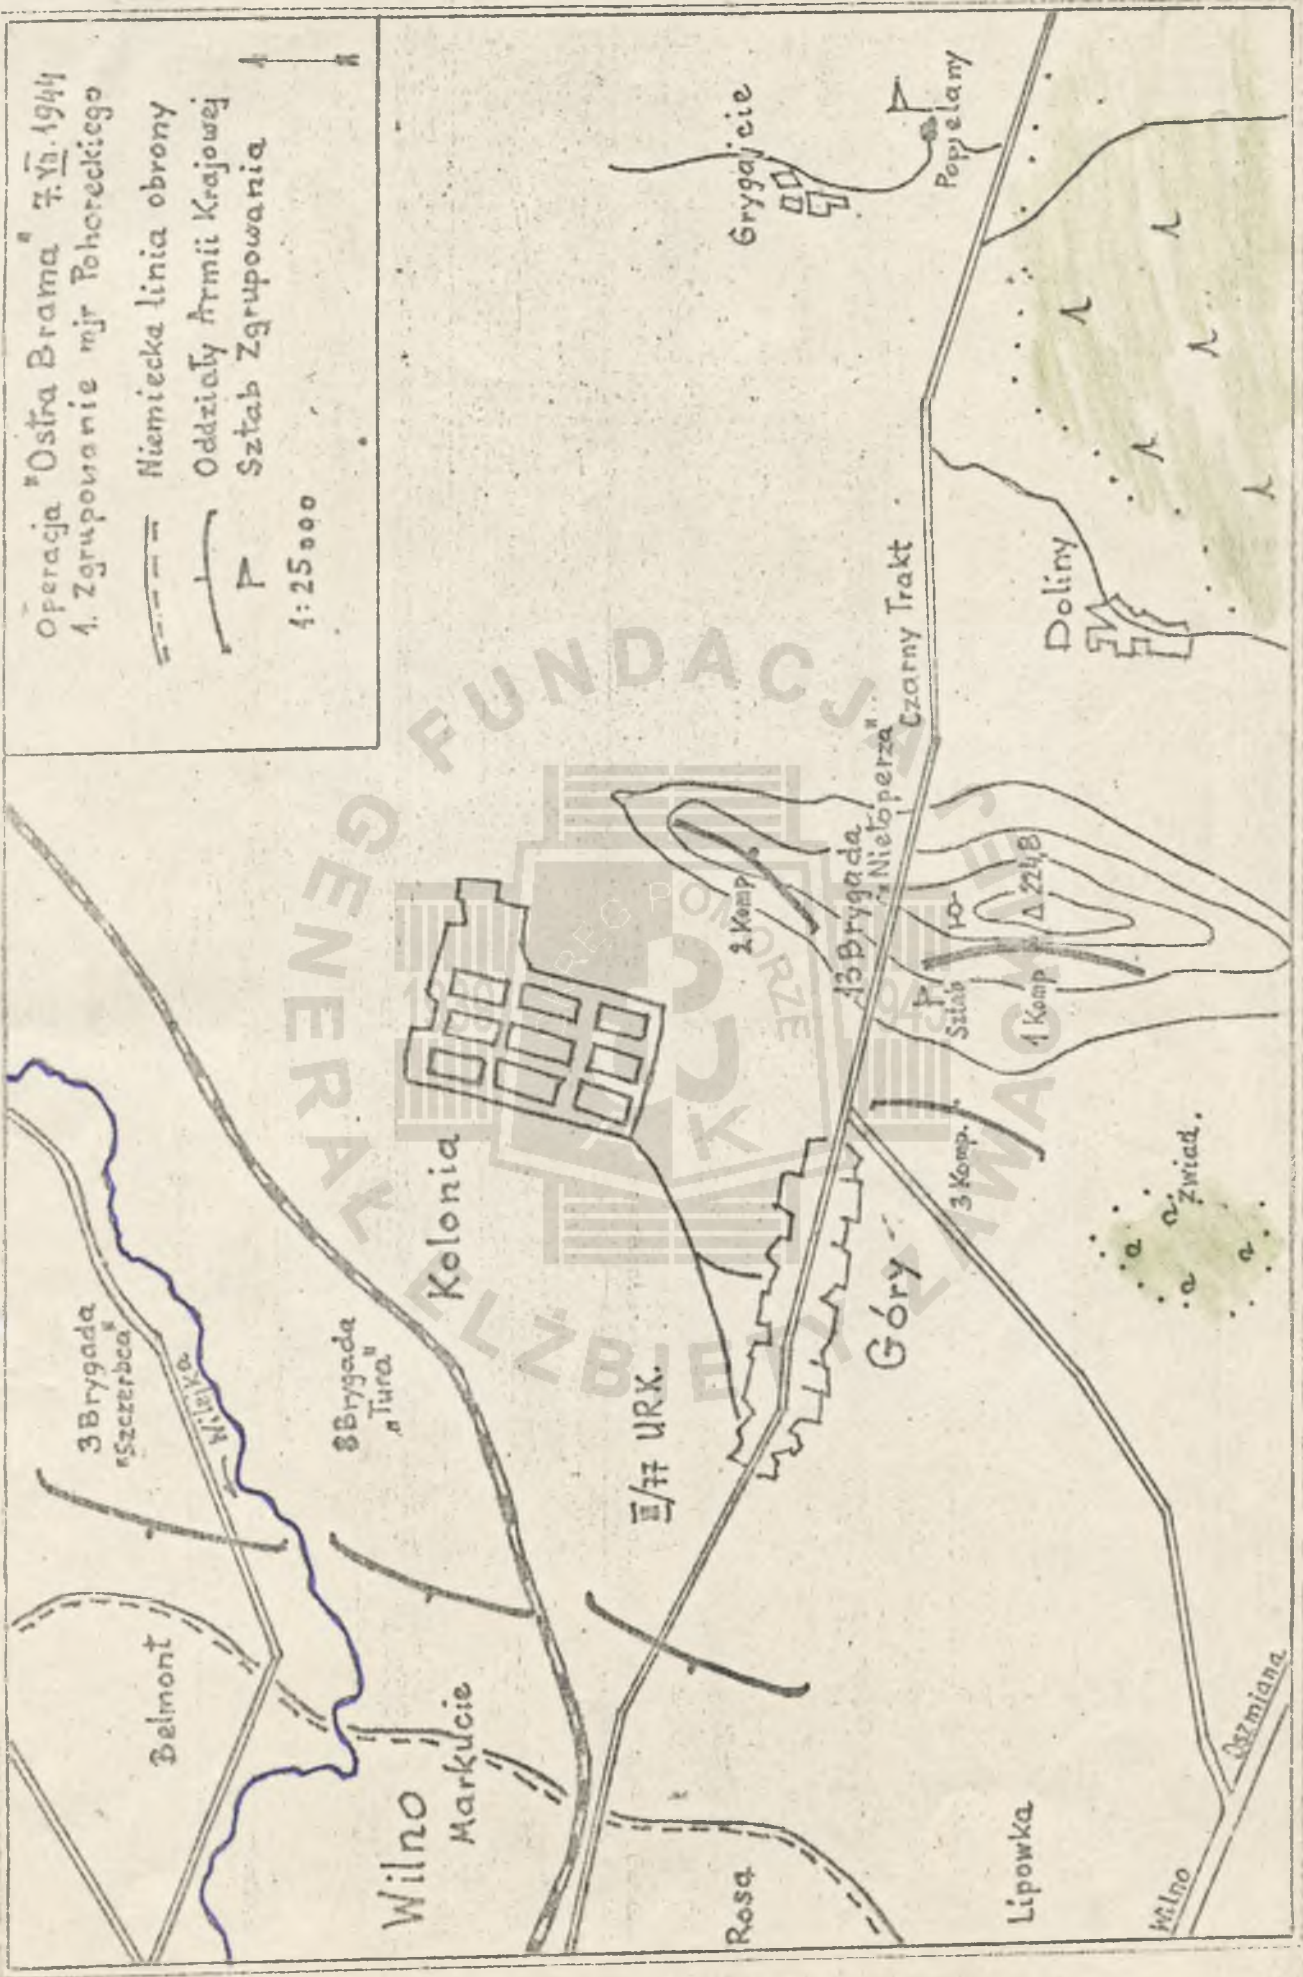 Operacja "Ostra Brama" 7.VII.1944
1. Zgrupowanie mjr Pohoreckiego
Niemiecka linia obrony
Oddziały Armii Krajowej
Sztab Zgrupowania
1:25000
3 Brygada
"Szczerbca"
Wilejka
8 Brygada
"Tura"
Belmont
Wilno
Markucie
Rosa
Lipowka
Wilno
Oszmiana
Kolonia
III/77 URK.
Góry
2 Komp
13 Brygada
"Nietoperza"
Czarny Trakt
Sztab
1 Komp
Δ 224,8
3 Komp.
zwiad.
Doliny
Grygajcie
Popielany
FUNDACJA
GENERAŁ ELŻBIETY ZAWACKIEJ